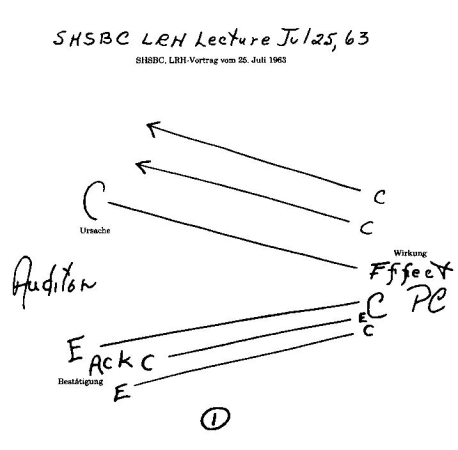 SHSBC LRH Lecture Jul 25, 63
SHSBC, LRH-Vortrag vom 25. Juli 1963
C
C
C
Ursache
Wirkung
Effect
Auditor
C PC
E
E
C
Ack C
Bestätigung
E
1